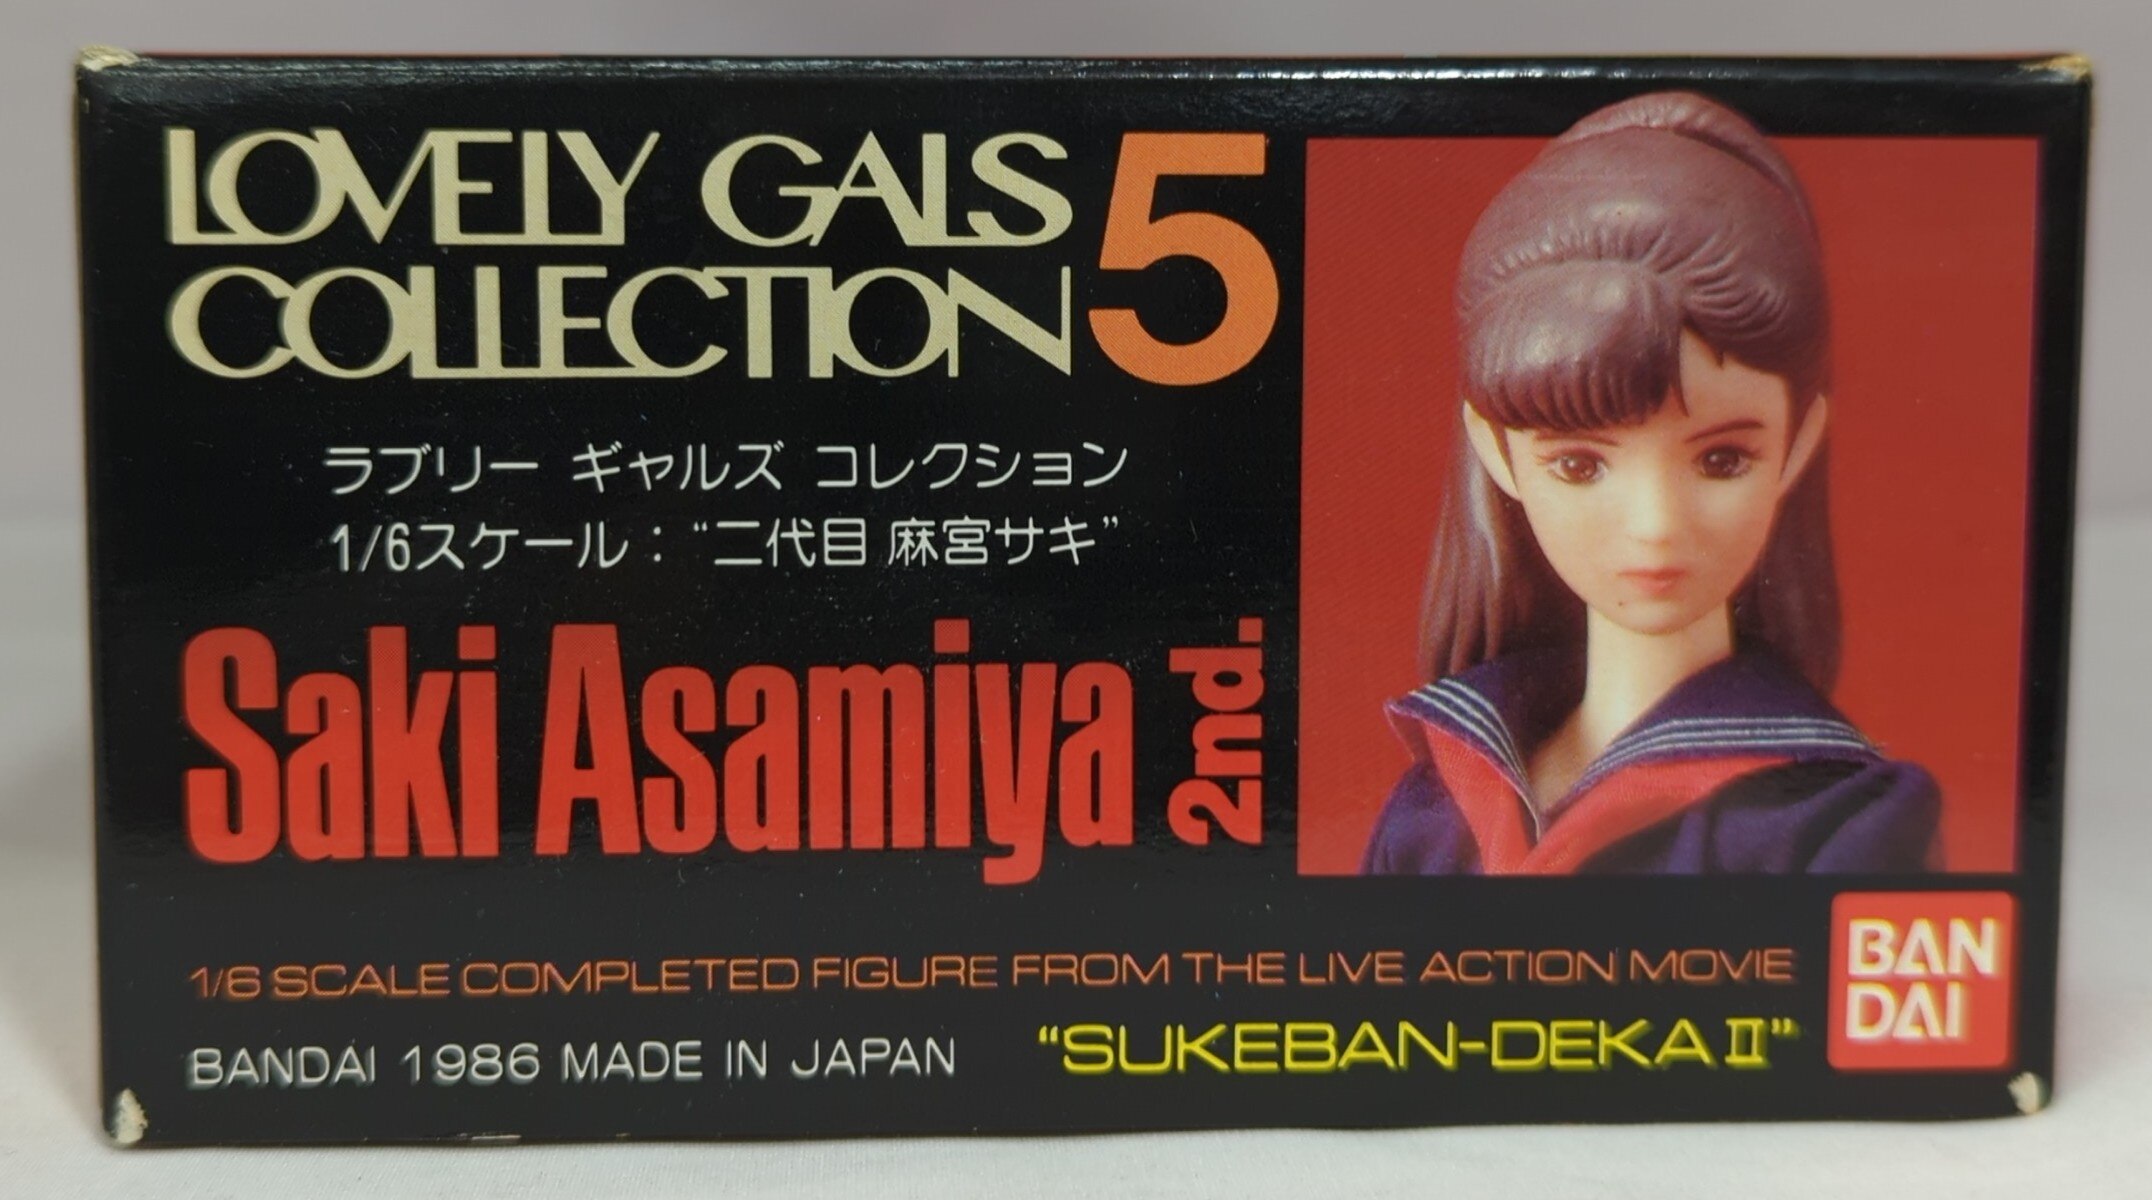 LOVELY GALS
COLLECTION 5
ラブリー ギャルズ コレクション
1/6スケール：“二代目 麻宮サキ”
Saki Asamiya 2nd.
1/6 SCALE COMPLETED FIGURE FROM THE LIVE ACTION MOVIE
“SUKEBAN-DEKA II”
BANDAI 1986 MADE IN JAPAN
BAN
DAI